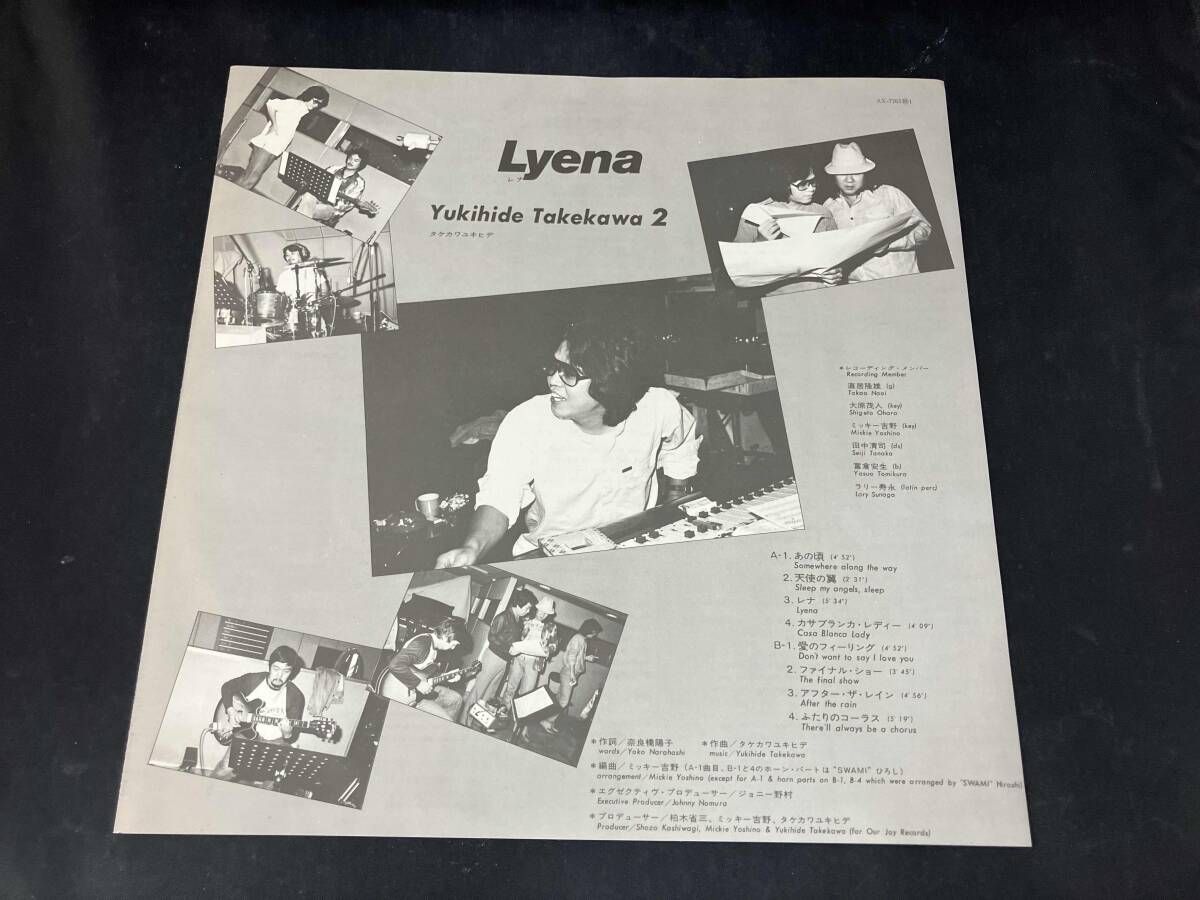 Lyena
レナ
Yukihide Takekawa 2
タケカワユキヒデ
*レコーディング・メンバー
Recording Member
直居隆雄 (g)
Takao Naoi
大原茂人 (key)
Shigeto Ohara
ミッキー吉野 (key)
Mickie Yoshino
田中清司 (ds)
Seiji Tanaka
富倉安生 (b)
Yasuo Tomikura
ラリー寿永 (latin perc)
Lary Sunaga
A-1. あの頃 (4' 52")
Somewhere along the way
2. 天使の翼 (2' 31")
Sleep my angels, sleep
3. レナ (5' 34")
Lyena
4. カサブランカ・レディー (4' 09")
Casa Blanca Lady
B-1. 愛のフィーリング (4' 52")
Don't want to say I love you
2. ファイナル・ショー (3' 45")
The final show
3. アフター・ザ・レイン (4' 56")
After the rain
4. ふたりのコーラス (5' 19")
There'll always be a chorus
*作詞/奈良橋陽子 *作曲/タケカワユキヒデ
words/Yoko Narahashi music/Yukihide Takekawa
*編曲/ミッキー吉野 (A-1曲目、B-1と4のホーン・パートは"SWAMI"ひろし)
arrangement/Mickie Yoshino (except for A-1 & horn parts on B-1, B-4 which were arranged by "SWAMI" Hiroshi)
*エグゼクティヴ・プロデューサー/ジョニー野村
Executive Producer/Johnny Nomura
*プロデューサー/柏木省三、ミッキー吉野、タケカワユキヒデ
Producer/Shozo Kashiwagi, Mickie Yoshino & Yukihide Takekawa (for Our Joy Records)